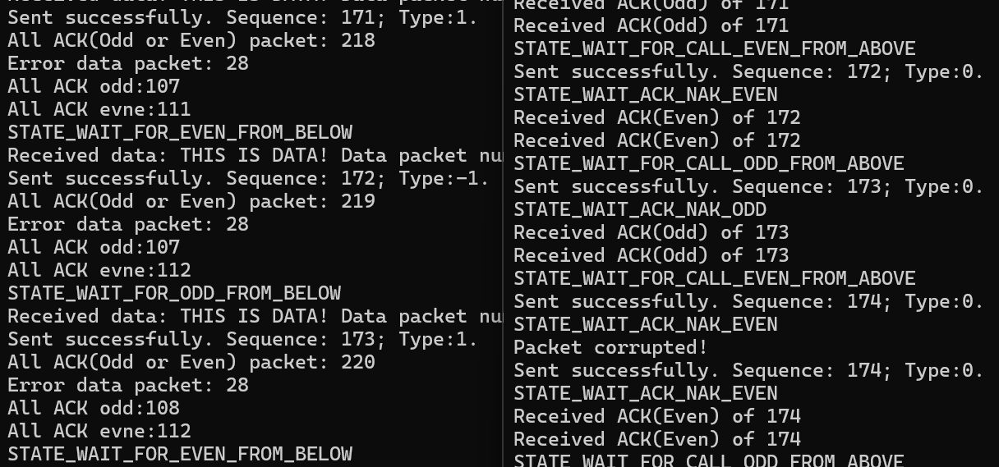 Received data: THIS IS DATA! Data packet nu
Sent successfully. Sequence: 171; Type:1.
All ACK(Odd or Even) packet: 218
Error data packet: 28
All ACK odd:107
All ACK evne:111
STATE_WAIT_FOR_EVEN_FROM_BELOW
Received data: THIS IS DATA! Data packet nu
Sent successfully. Sequence: 172; Type:-1.
All ACK(Odd or Even) packet: 219
Error data packet: 28
All ACK odd:107
All ACK evne:112
STATE_WAIT_FOR_ODD_FROM_BELOW
Received data: THIS IS DATA! Data packet nu
Sent successfully. Sequence: 173; Type:1.
All ACK(Odd or Even) packet: 220
Error data packet: 28
All ACK odd:108
All ACK evne:112
STATE_WAIT_FOR_EVEN_FROM_BELOW
Received ACK(Odd) of 171
Received ACK(Odd) of 171
STATE_WAIT_FOR_CALL_EVEN_FROM_ABOVE
Sent successfully. Sequence: 172; Type:0.
STATE_WAIT_ACK_NAK_EVEN
Received ACK(Even) of 172
Received ACK(Even) of 172
STATE_WAIT_FOR_CALL_ODD_FROM_ABOVE
Sent successfully. Sequence: 173; Type:0.
STATE_WAIT_ACK_NAK_ODD
Received ACK(Odd) of 173
Received ACK(Odd) of 173
STATE_WAIT_FOR_CALL_EVEN_FROM_ABOVE
Sent successfully. Sequence: 174; Type:0.
STATE_WAIT_ACK_NAK_EVEN
Packet corrupted!
Sent successfully. Sequence: 174; Type:0.
STATE_WAIT_ACK_NAK_EVEN
Received ACK(Even) of 174
Received ACK(Even) of 174
STATE_WAIT_FOR_CALL_ODD_FROM_ABOVE